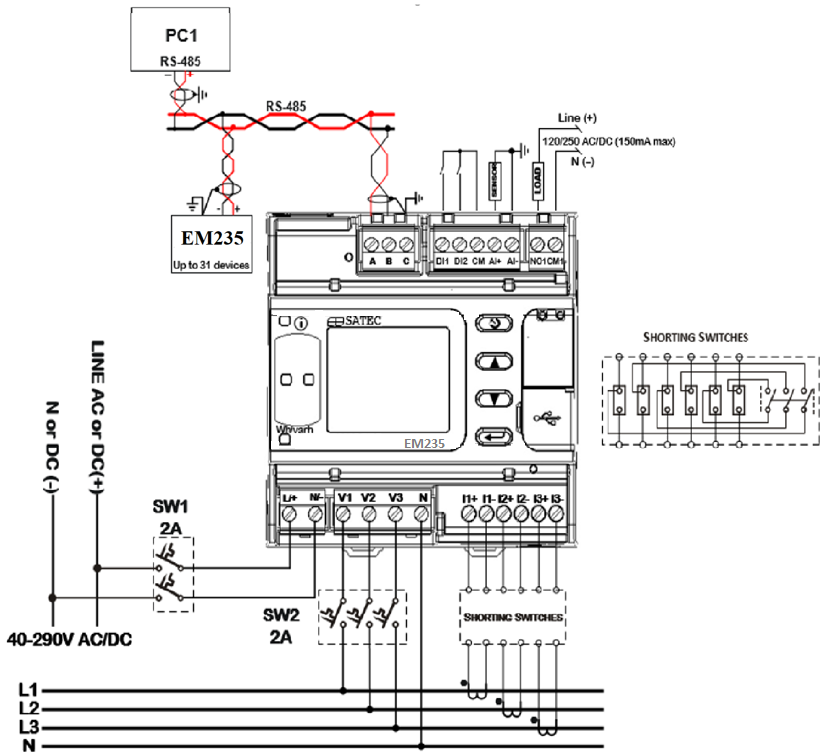 PC1
RS-485
– +
RS-485
Line (+)
120/250 AC/DC (150mA max)
N (–)
SENSOR
LOAD
- +
EM235
Up to 31 devices
A B C
DI1 DI2 CM AI+ AI-
NO1 CM1
SATEC
Wh/varh
EM235
SHORTING SWITCHES
N or DC (-)
LINE AC or DC(+)
L/+ N/-
V1 V2 V3 N
I1+ I1- I2+ I2- I3+ I3-
SW1
2A
SW2
2A
SHORTING SWITCHES
40-290V AC/DC
L1
L2
L3
N